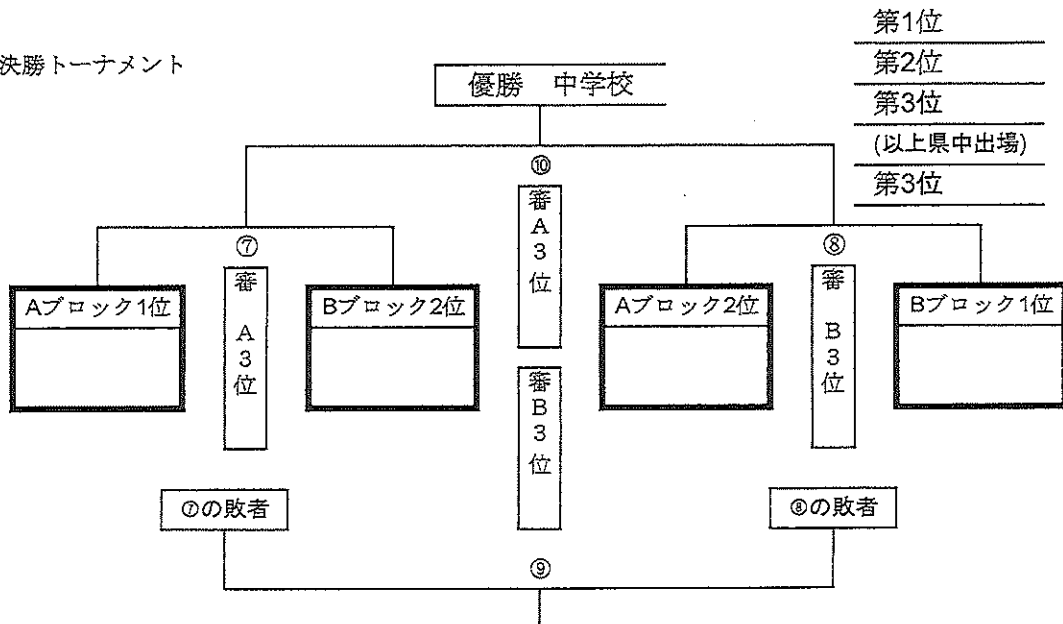 決勝トーナメント
第1位
第2位
第3位
(以上県中出場)
第3位
優勝　中学校
⑩
審A3位
⑦
⑧
Aブロック1位
審　A3位
Bブロック2位
Aブロック2位
審　B3位
Bブロック1位
審B3位
⑦の敗者
⑧の敗者
⑨